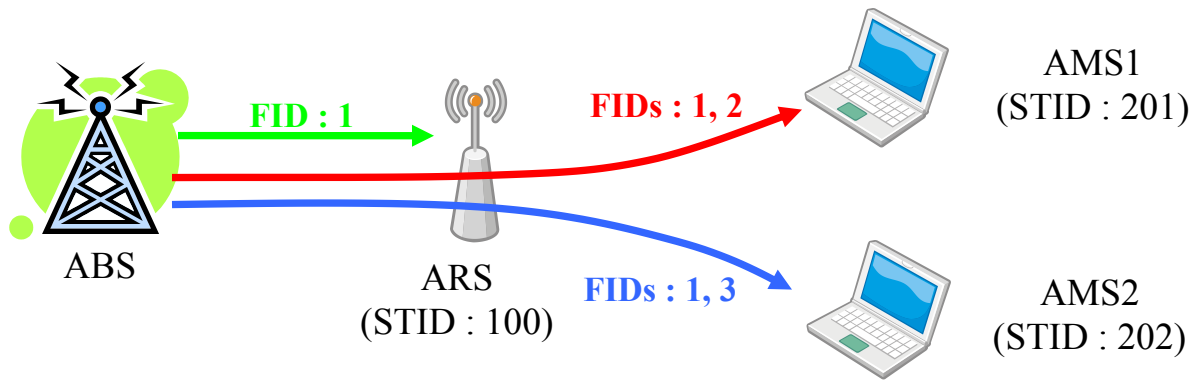 FID : 1
FIDs : 1, 2
AMS1
(STID : 201)
ABS
ARS
(STID : 100)
FIDs : 1, 3
AMS2
(STID : 202)